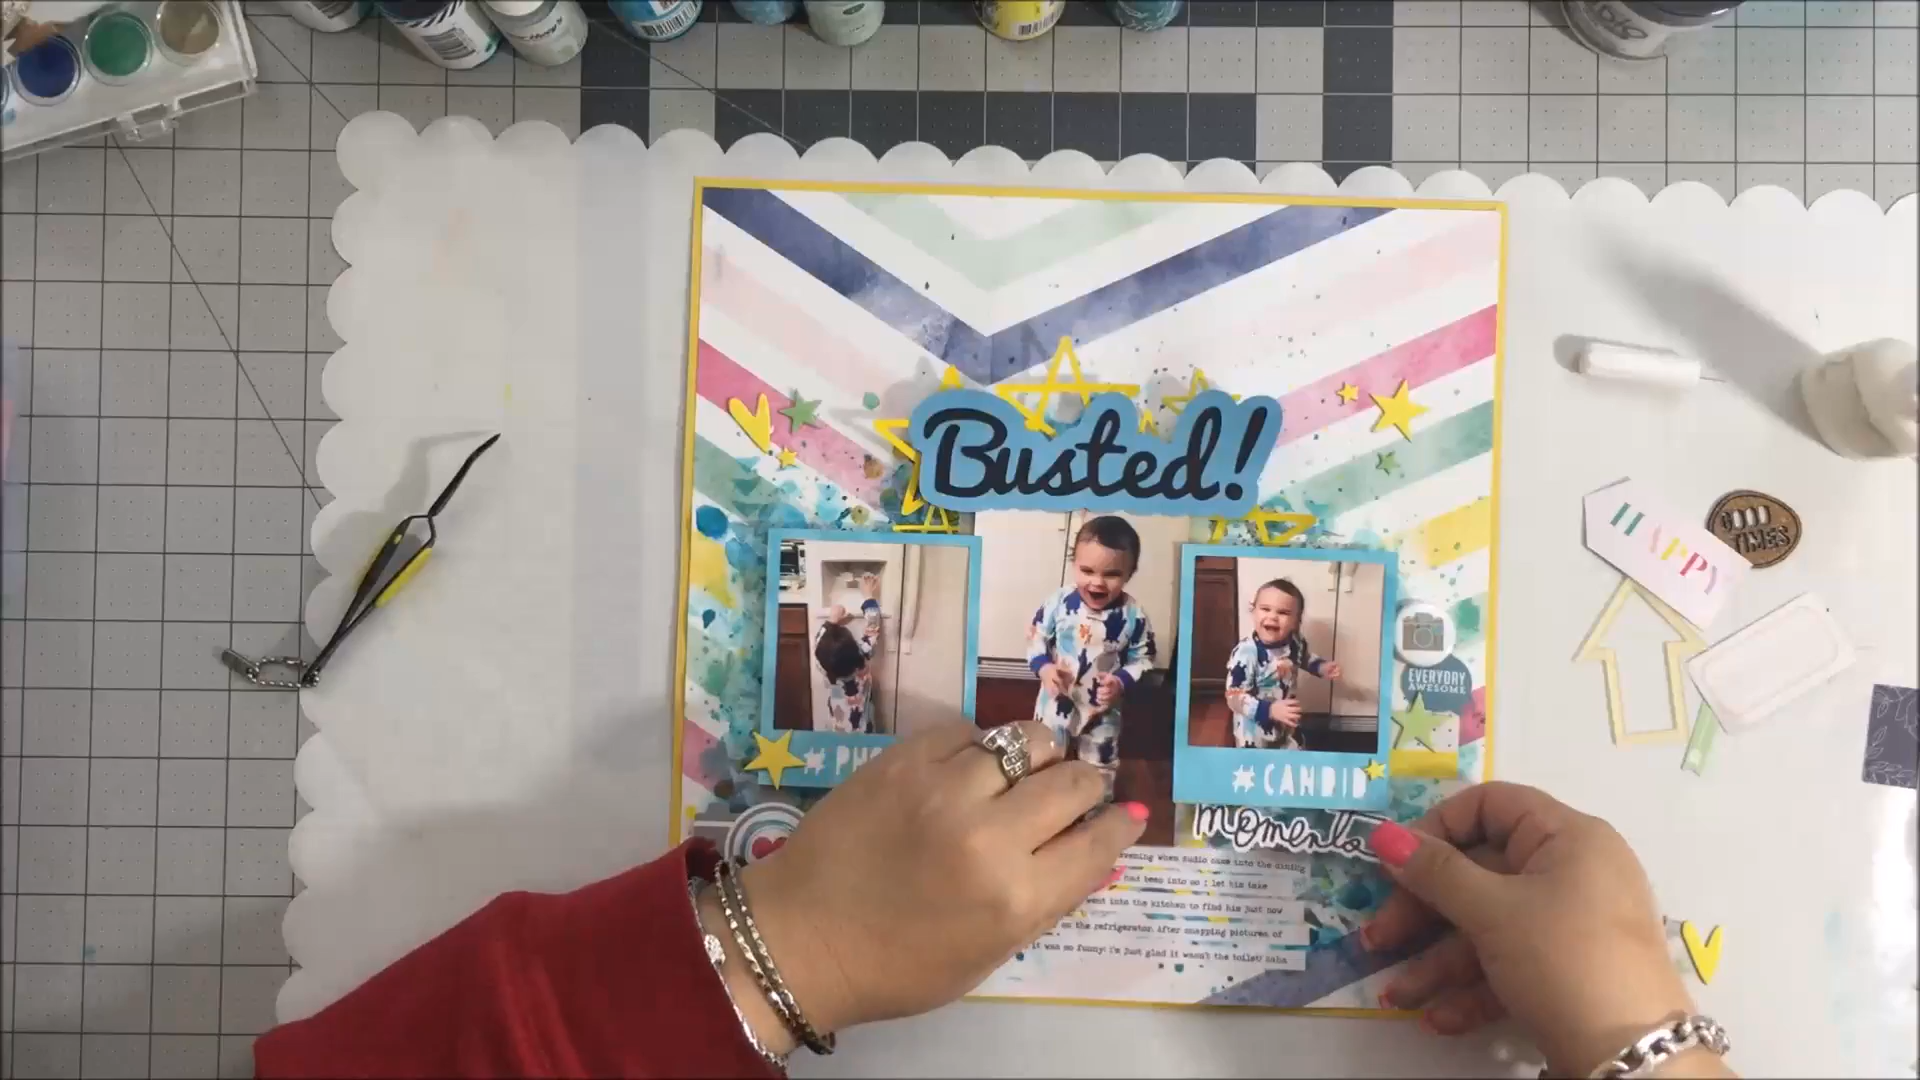 Busted!
HAPPY
GOOD
TIMES
EVERYDAY
AWESOME
# PHO
#CANDID
moments
evening when Sudio came into the dining
had been into so I let him take
went into the kitchen to find him just now
on the refrigerator. After snapping pictures of
it was so funny! I'm just glad it wasn't the toilet! haha